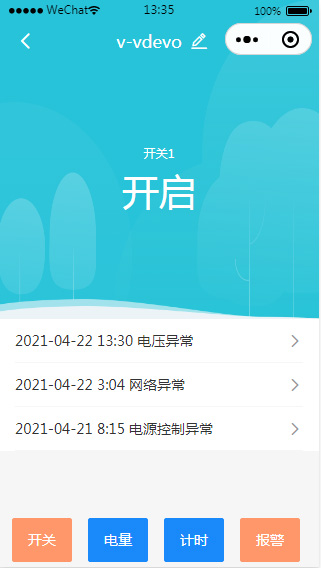 WeChat 13:35 100%
v-vdevo
开关1
开启
2021-04-22 13:30 电压异常
2021-04-22 3:04 网络异常
2021-04-21 8:15 电源控制异常
开关 电量 计时 报警